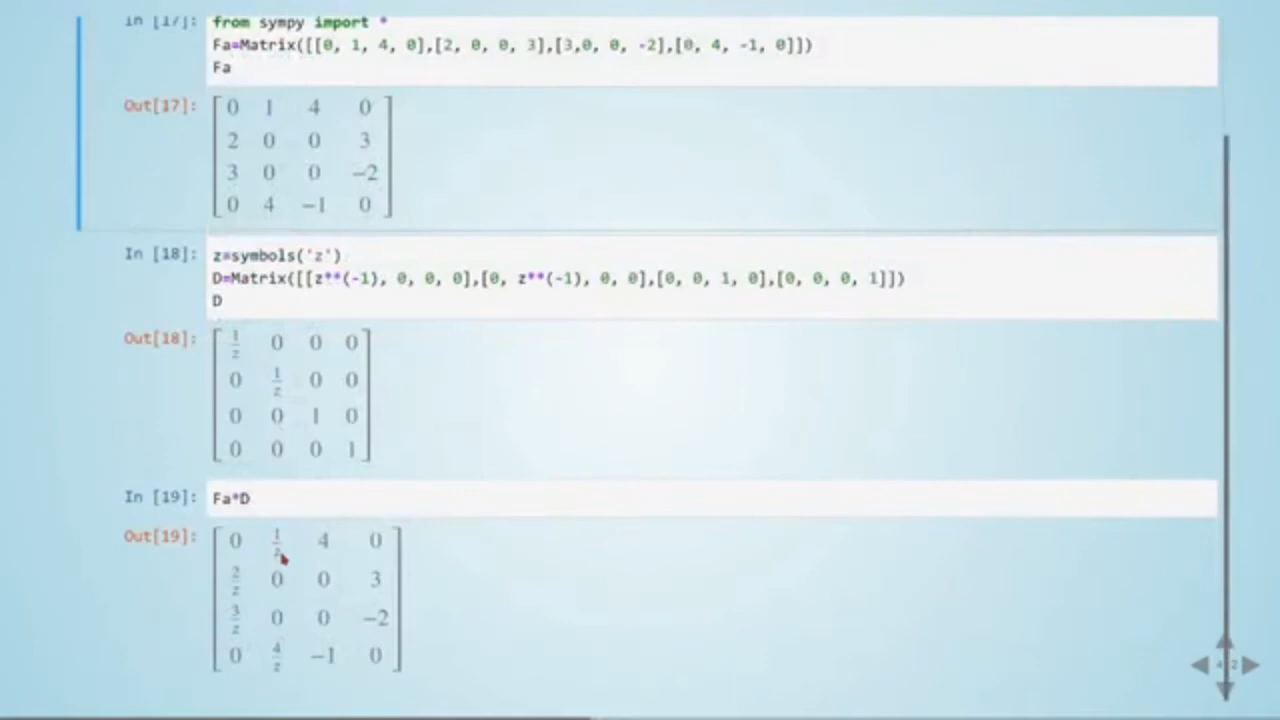 In [17]: from sympy import *
Fa=Matrix([[0, 1, 4, 0],[2, 0, 0, 3],[3,0, 0, -2],[0, 4, -1, 0]])
Fa
Out[17]:
0 1 4 0
2 0 0 3
3 0 0 −2
0 4 −1 0
In [18]: z=symbols('z')
D=Matrix([[z**(-1), 0, 0, 0],[0, z**(-1), 0, 0],[0, 0, 1, 0],[0, 0, 0, 1]])
D
Out[18]:
1/z 0 0 0
0 1/z 0 0
0 0 1 0
0 0 0 1
In [19]: Fa*D
Out[19]:
0 1/z 4 0
2/z 0 0 3
3/z 0 0 −2
0 4/z −1 0